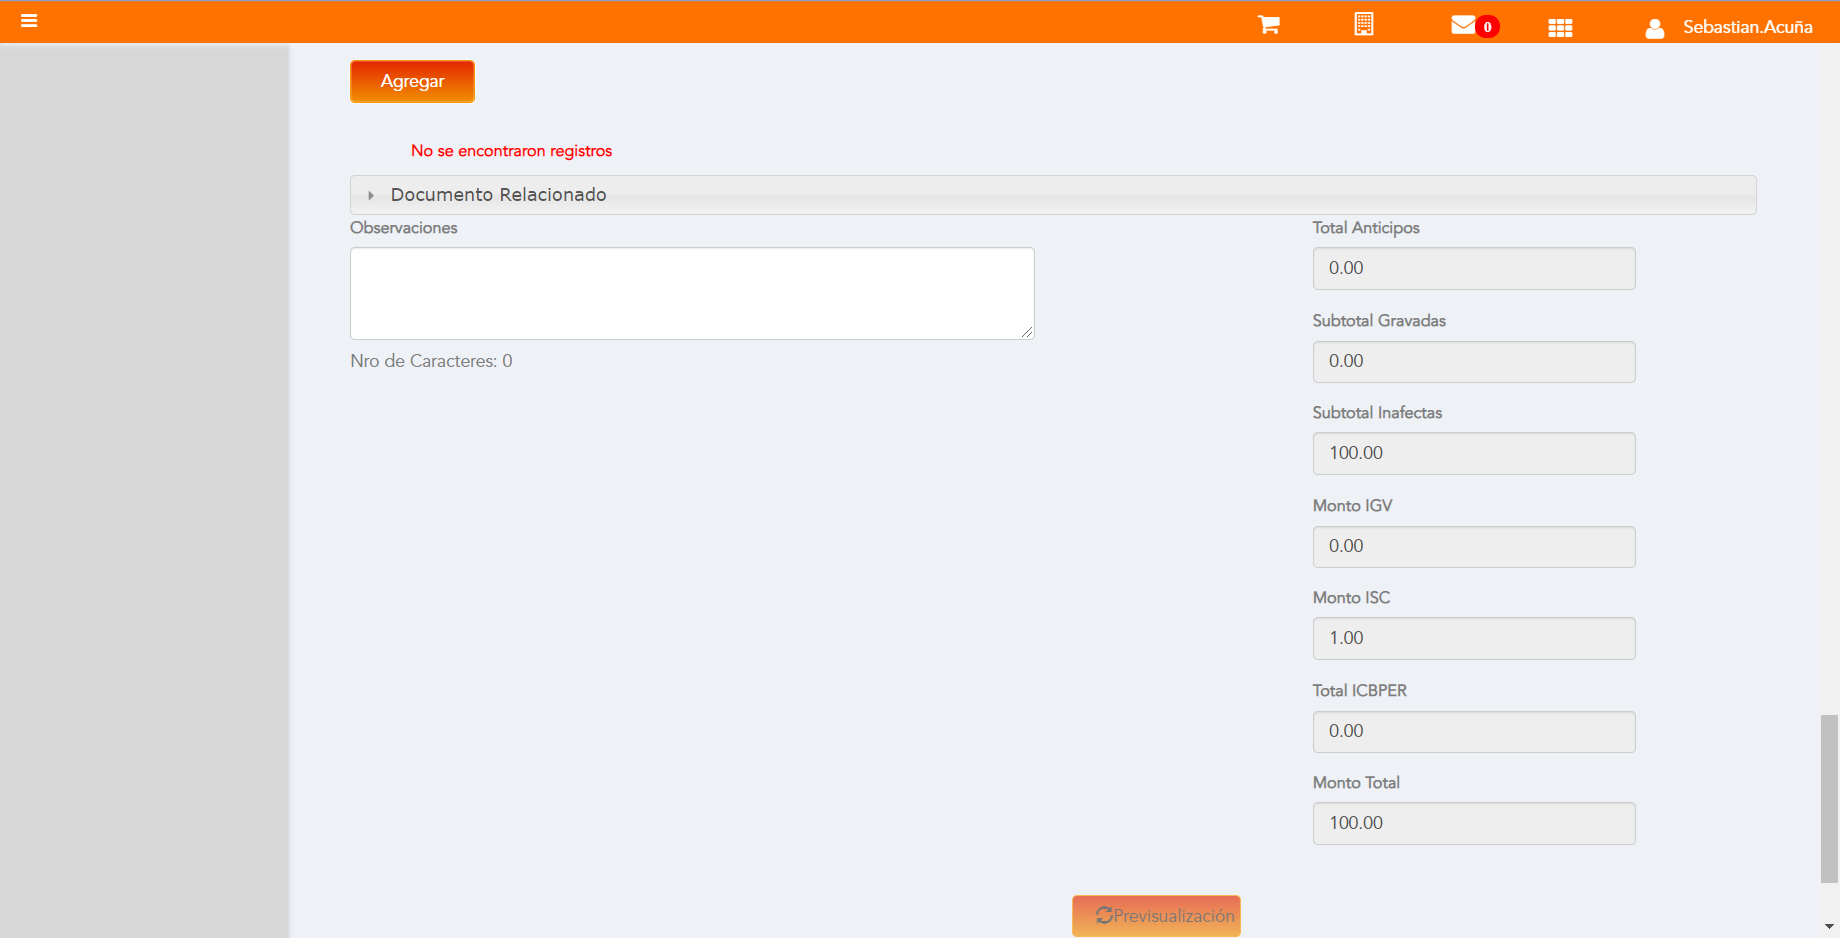 0
Sebastian.Acuña
Agregar
No se encontraron registros
Documento Relacionado
Observaciones
Nro de Caracteres: 0
Total Anticipos
0.00
Subtotal Gravadas
0.00
Subtotal Inafectas
100.00
Monto IGV
0.00
Monto ISC
1.00
Total ICBPER
0.00
Monto Total
100.00
Previsualización